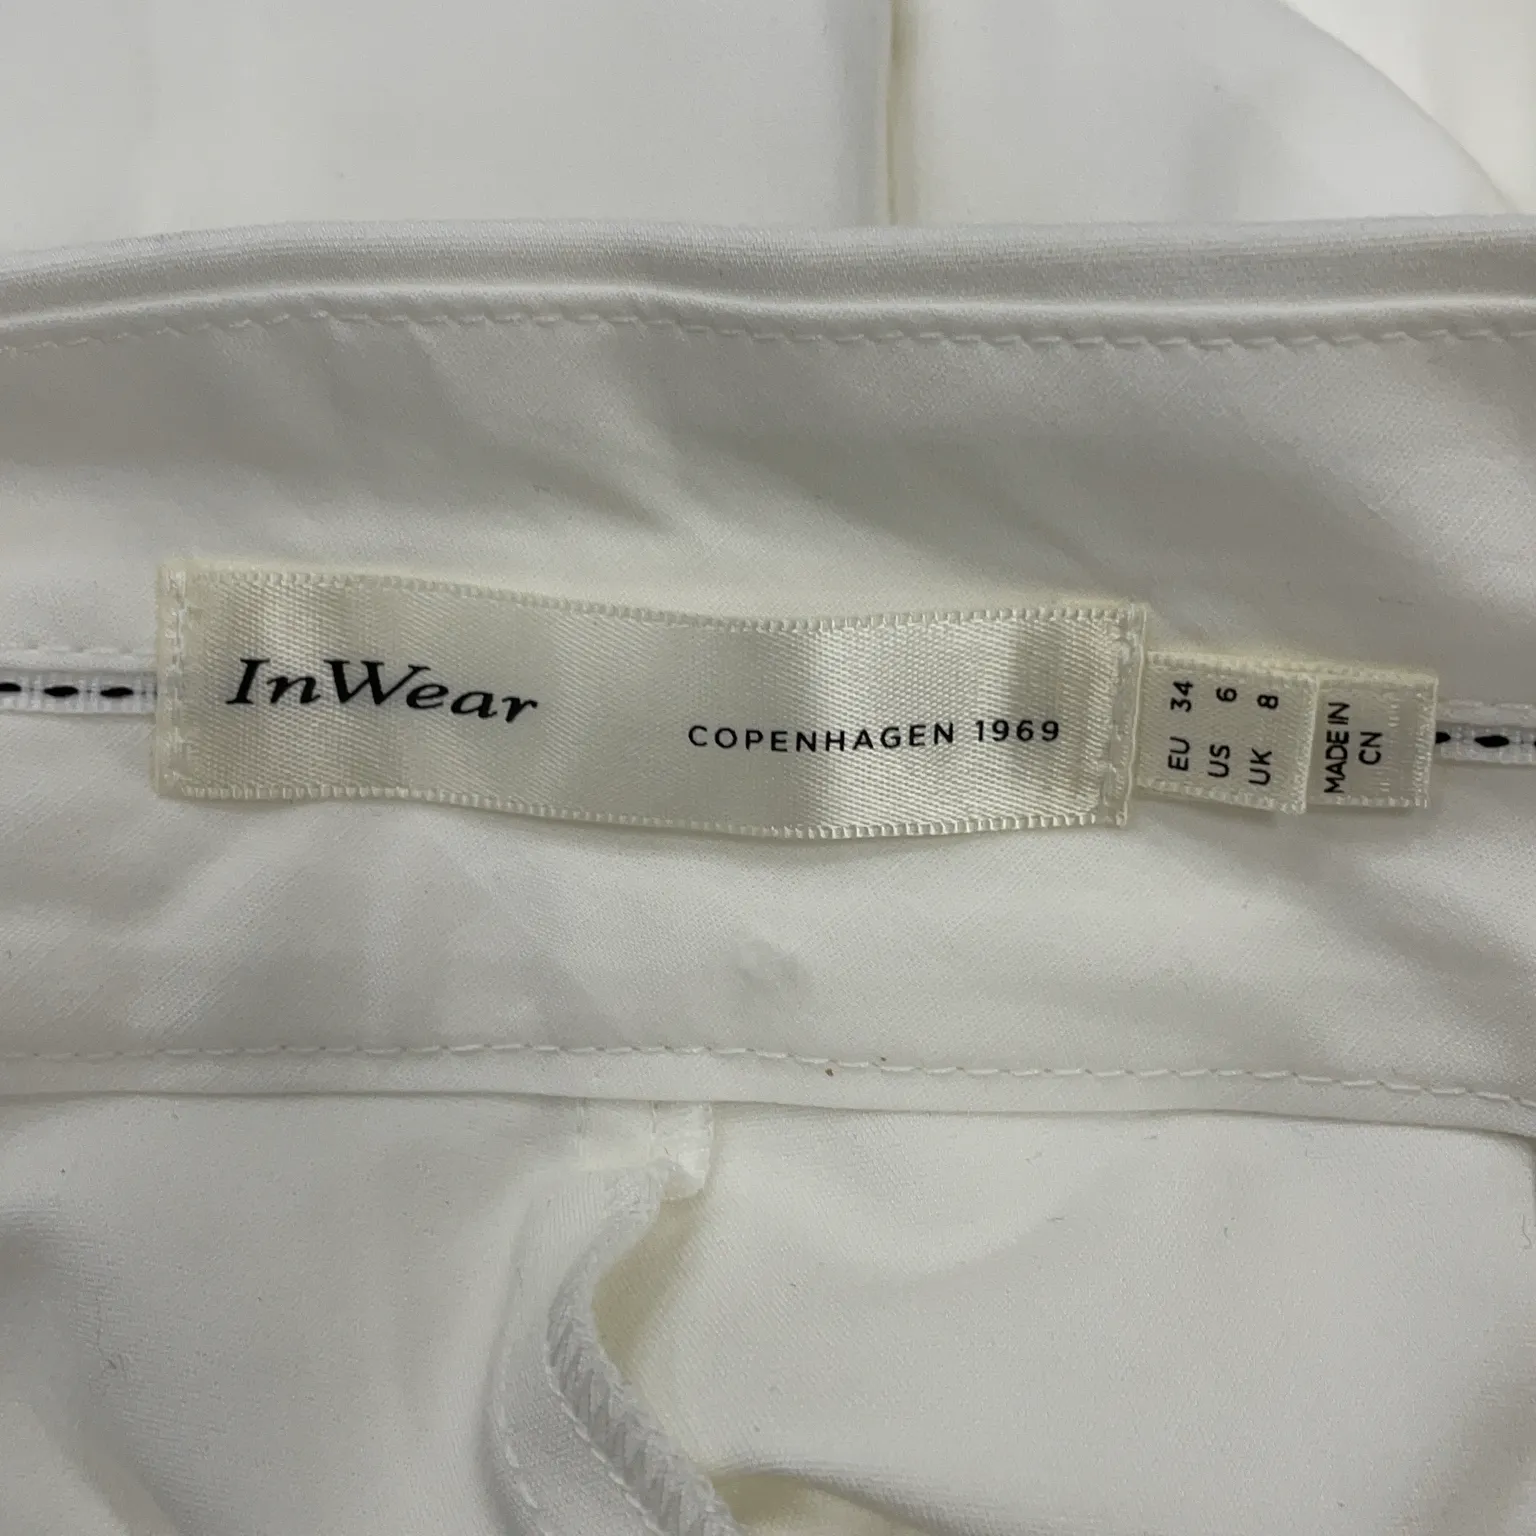 InWear
COPENHAGEN 1969
EU 34
US 6
UK 8
MADE IN
CN